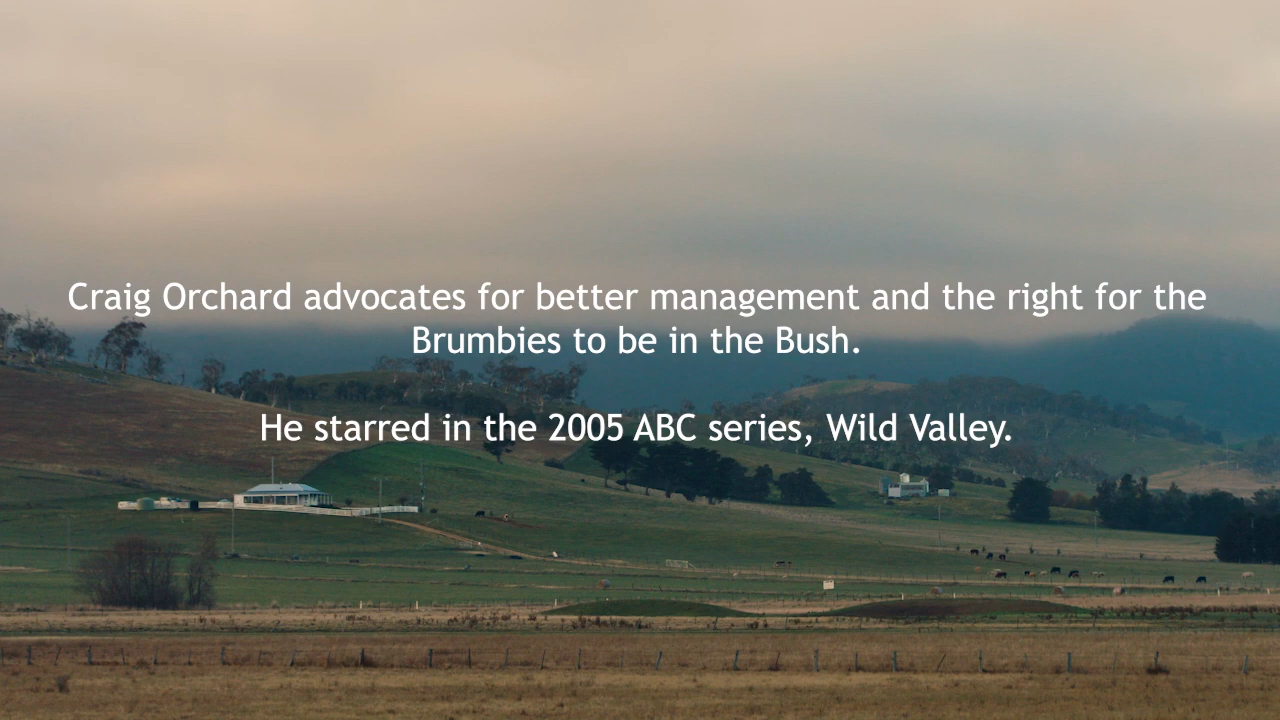 Craig Orchard advocates for better management and the right for the
Brumbies to be in the Bush.
He starred in the 2005 ABC series, Wild Valley.